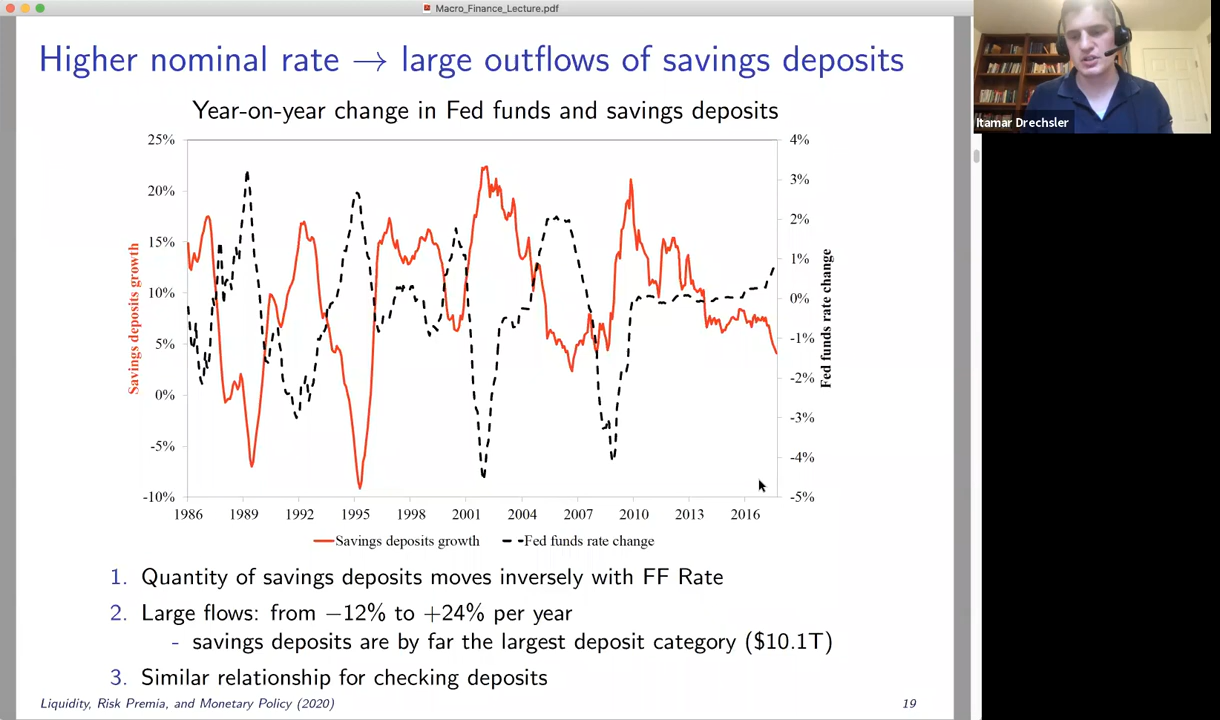 Macro_Finance_Lecture.pdf
Higher nominal rate → large outflows of savings deposits
Itamar Drechsler
Year-on-year change in Fed funds and savings deposits
25%
20%
15%
10%
5%
0%
-5%
-10%
Savings deposits growth
4%
3%
2%
1%
0%
-1%
-2%
-3%
-4%
-5%
Fed funds rate change
1986 1989 1992 1995 1998 2001 2004 2007 2010 2013 2016
Savings deposits growth Fed funds rate change
1. Quantity of savings deposits moves inversely with FF Rate
2. Large flows: from −12% to +24% per year
- savings deposits are by far the largest deposit category ($10.1T)
3. Similar relationship for checking deposits
Liquidity, Risk Premia, and Monetary Policy (2020) 19